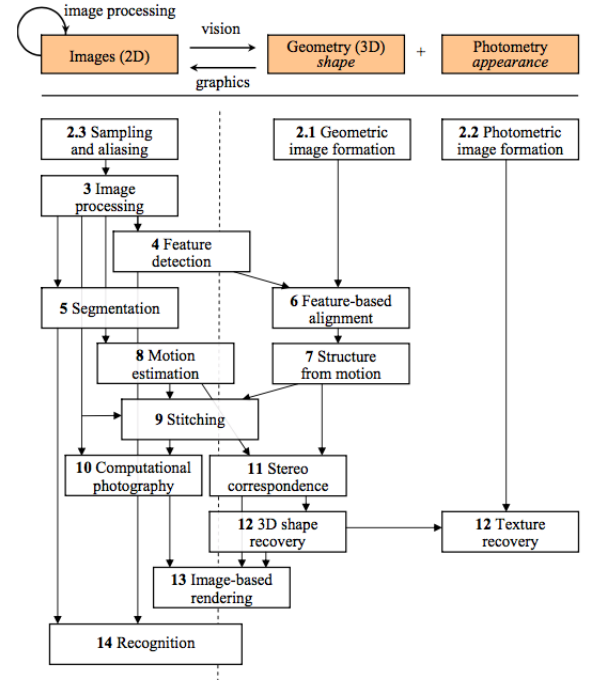 image processing
Images (2D)
vision
graphics
Geometry (3D)
shape
+
Photometry
appearance
2.3 Sampling
and aliasing
2.1 Geometric
image formation
2.2 Photometric
image formation
3 Image
processing
4 Feature
detection
5 Segmentation
6 Feature-based
alignment
8 Motion
estimation
7 Structure
from motion
9 Stitching
10 Computational
photography
11 Stereo
correspondence
12 3D shape
recovery
12 Texture
recovery
13 Image-based
rendering
14 Recognition